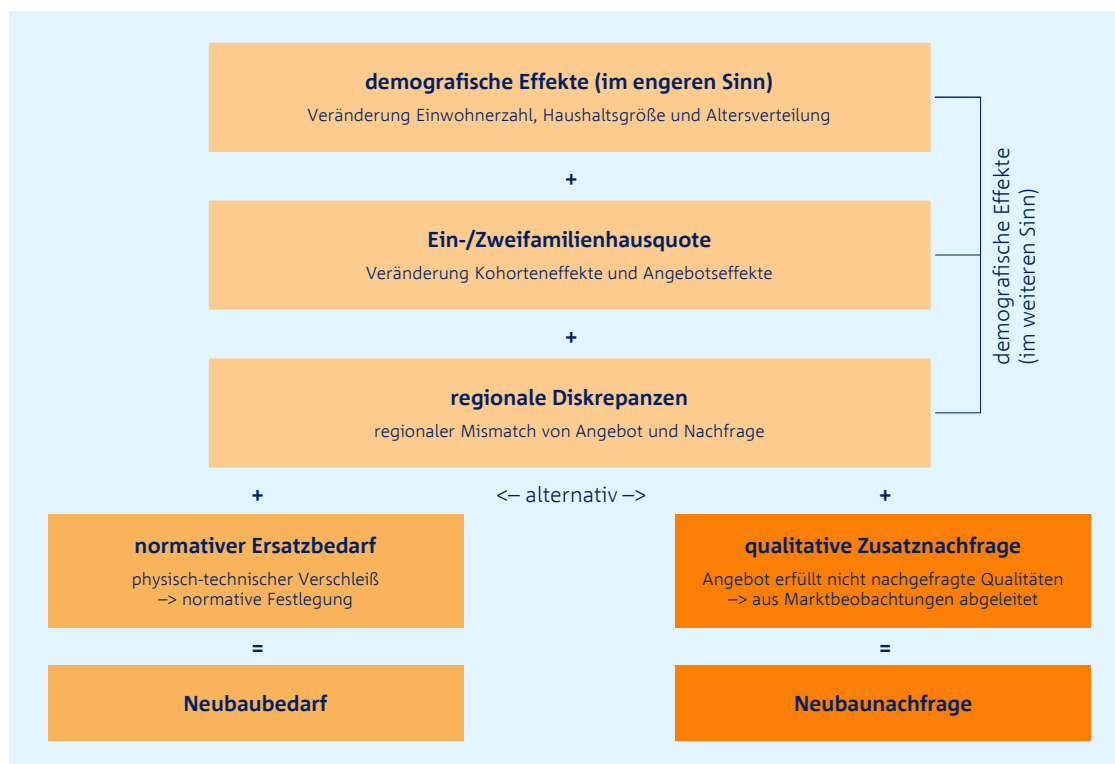 demografische Effekte (im engeren Sinn)
Veränderung Einwohnerzahl, Haushaltsgröße und Altersverteilung
+
Ein-/Zweifamilienhausquote
Veränderung Kohorteneffekte und Angebotseffekte
+
regionale Diskrepanzen
regionaler Mismatch von Angebot und Nachfrage
demografische Effekte
(im weiteren Sinn)
+ <– alternativ –> +
normativer Ersatzbedarf
physisch-technischer Verschleiß
–> normative Festlegung
=
Neubaubedarf
qualitative Zusatznachfrage
Angebot erfüllt nicht nachgefragte Qualitäten
–> aus Marktbeobachtungen abgeleitet
=
Neubaunachfrage